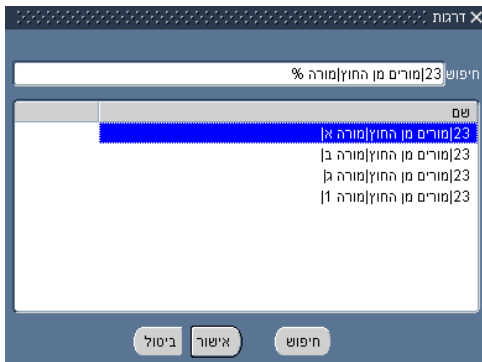 דרגות
חיפוש 23|מורים מן החוץ|מורה %
שם
23|מורים מן החוץ|מורה א|
23|מורים מן החוץ|מורה ב|
23|מורים מן החוץ|מורה ג|
23|מורים מן החוץ|מורה 1|
חיפוש אישור ביטול